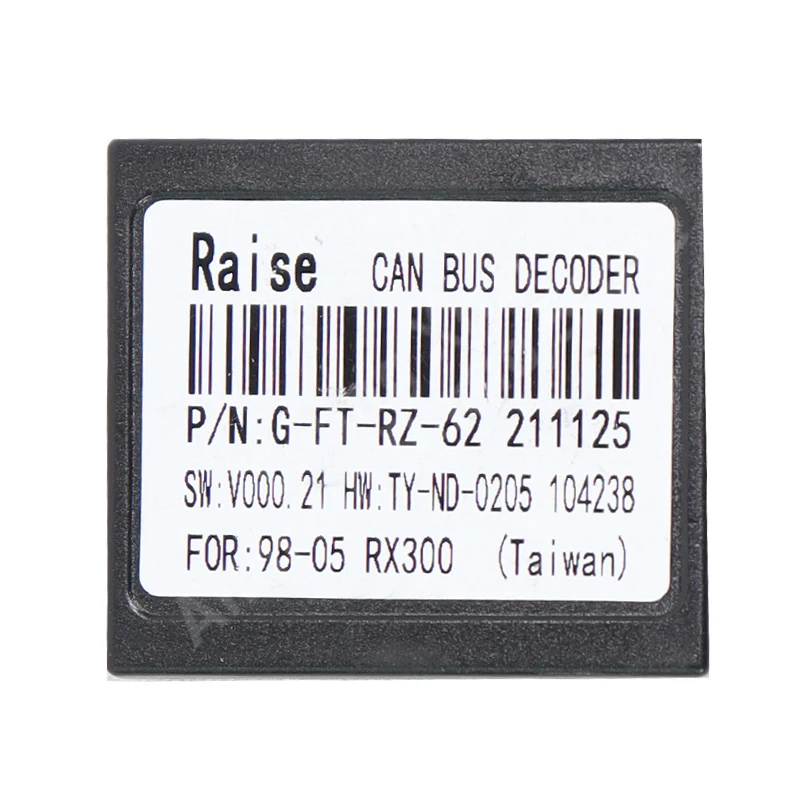 Raise CAN BUS DECODER
P/N:G-FT-RZ-62 211125
SW:V000.21 HW:TY-ND-0205 104238
FOR:98-05 RX300 (Taiwan)